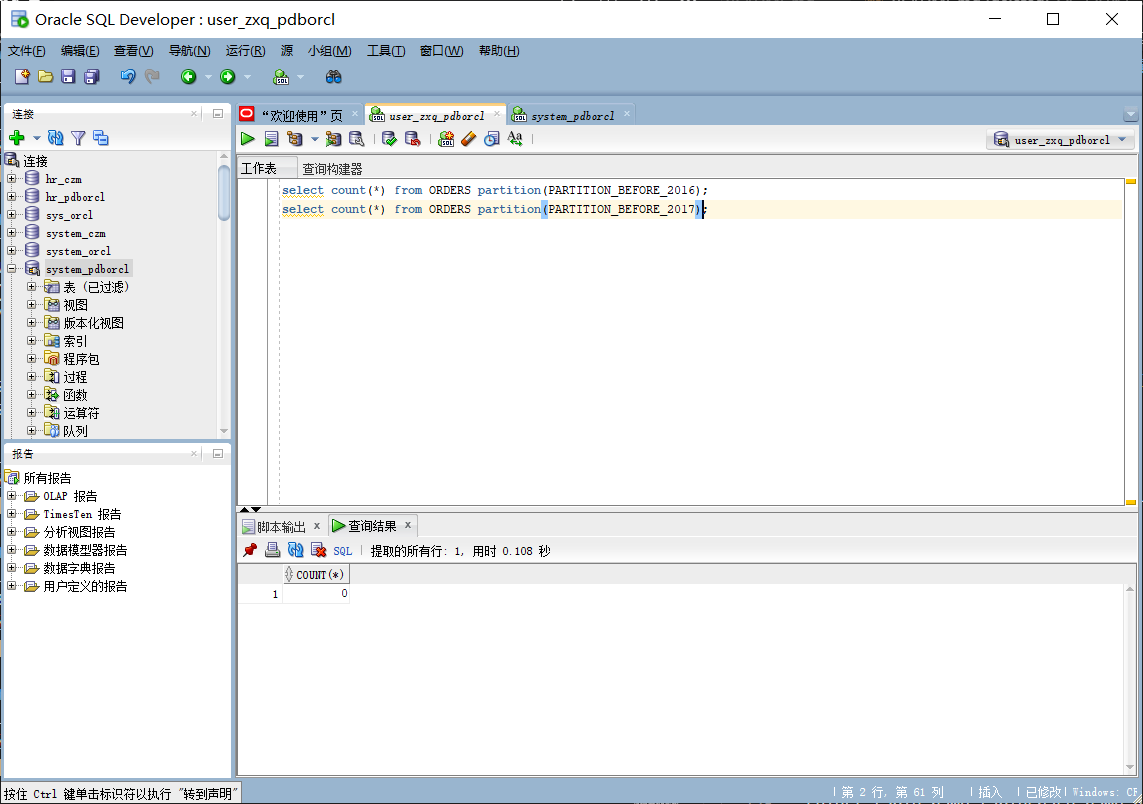 Oracle SQL Developer : user_zxq_pdborcl
文件(F) 编辑(E) 查看(V) 导航(N) 运行(R) 源 小组(M) 工具(T) 窗口(W) 帮助(H)
连接
连接
hr_czm
hr_pdborcl
sys_orcl
system_czm
system_orcl
system_pdborcl
表 (已过滤)
视图
版本化视图
索引
程序包
过程
函数
运算符
队列
报告
所有报告
OLAP 报告
TimesTen 报告
分析视图报告
数据模型器报告
数据字典报告
用户定义的报告
“欢迎使用”页 user_zxq_pdborcl system_pdborcl
user_zxq_pdborcl
工作表 查询构建器
select count(*) from ORDERS partition(PARTITION_BEFORE_2016);
select count(*) from ORDERS partition(PARTITION_BEFORE_2017);
脚本输出 查询结果
SQL 提取的所有行: 1, 用时 0.108 秒
COUNT(*)
1 0
按住 Ctrl 键单击标识符以执行 "转到声明"
第 2 行, 第 61 列 插入 已修改 Windows: CF